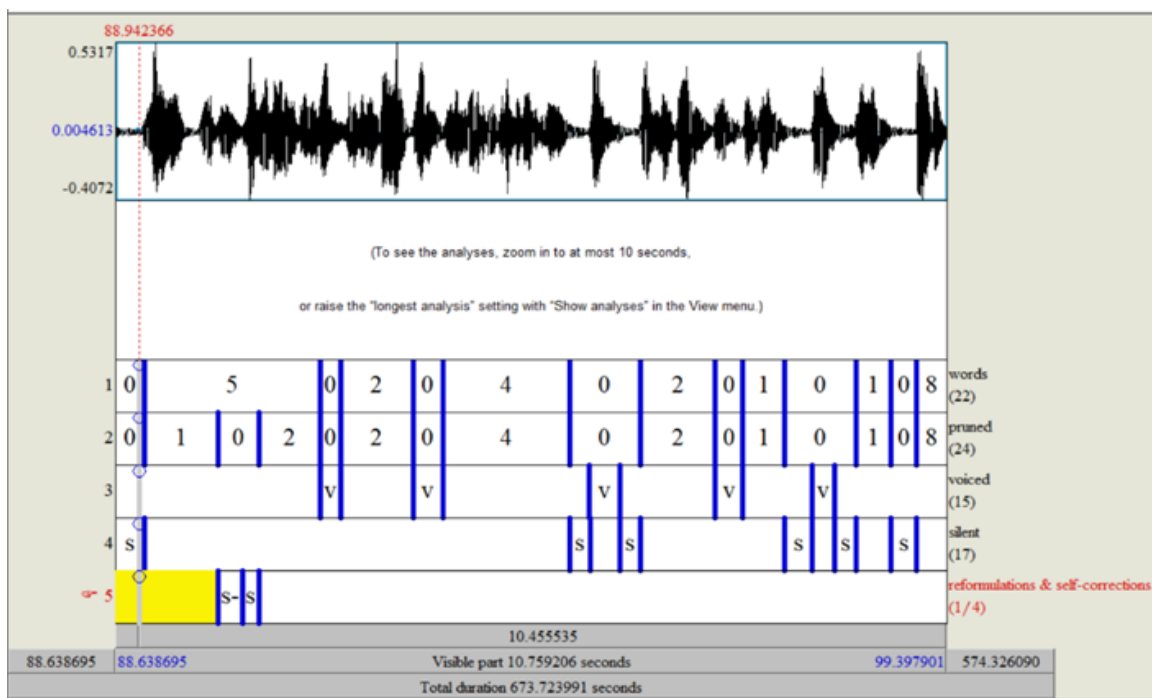 88.942366
0.5317
0.004613
-0.4072
(To see the analyses, zoom in to at most 10 seconds,
or raise the "longest analysis" setting with "Show analyses" in the View menu.)
1 0 5 0 2 0 4 0 2 0 1 0 1 0 8 words (22)
2 0 1 0 2 0 2 0 4 0 2 0 1 0 1 0 8 pruned (24)
3 v v v v v voiced (15)
4 s s s s s s silent (17)
5 s- s reformulations & self-corrections (1/4)
10.455535
88.638695 88.638695 Visible part 10.759206 seconds 99.397901 574.326090
Total duration 673.723991 seconds